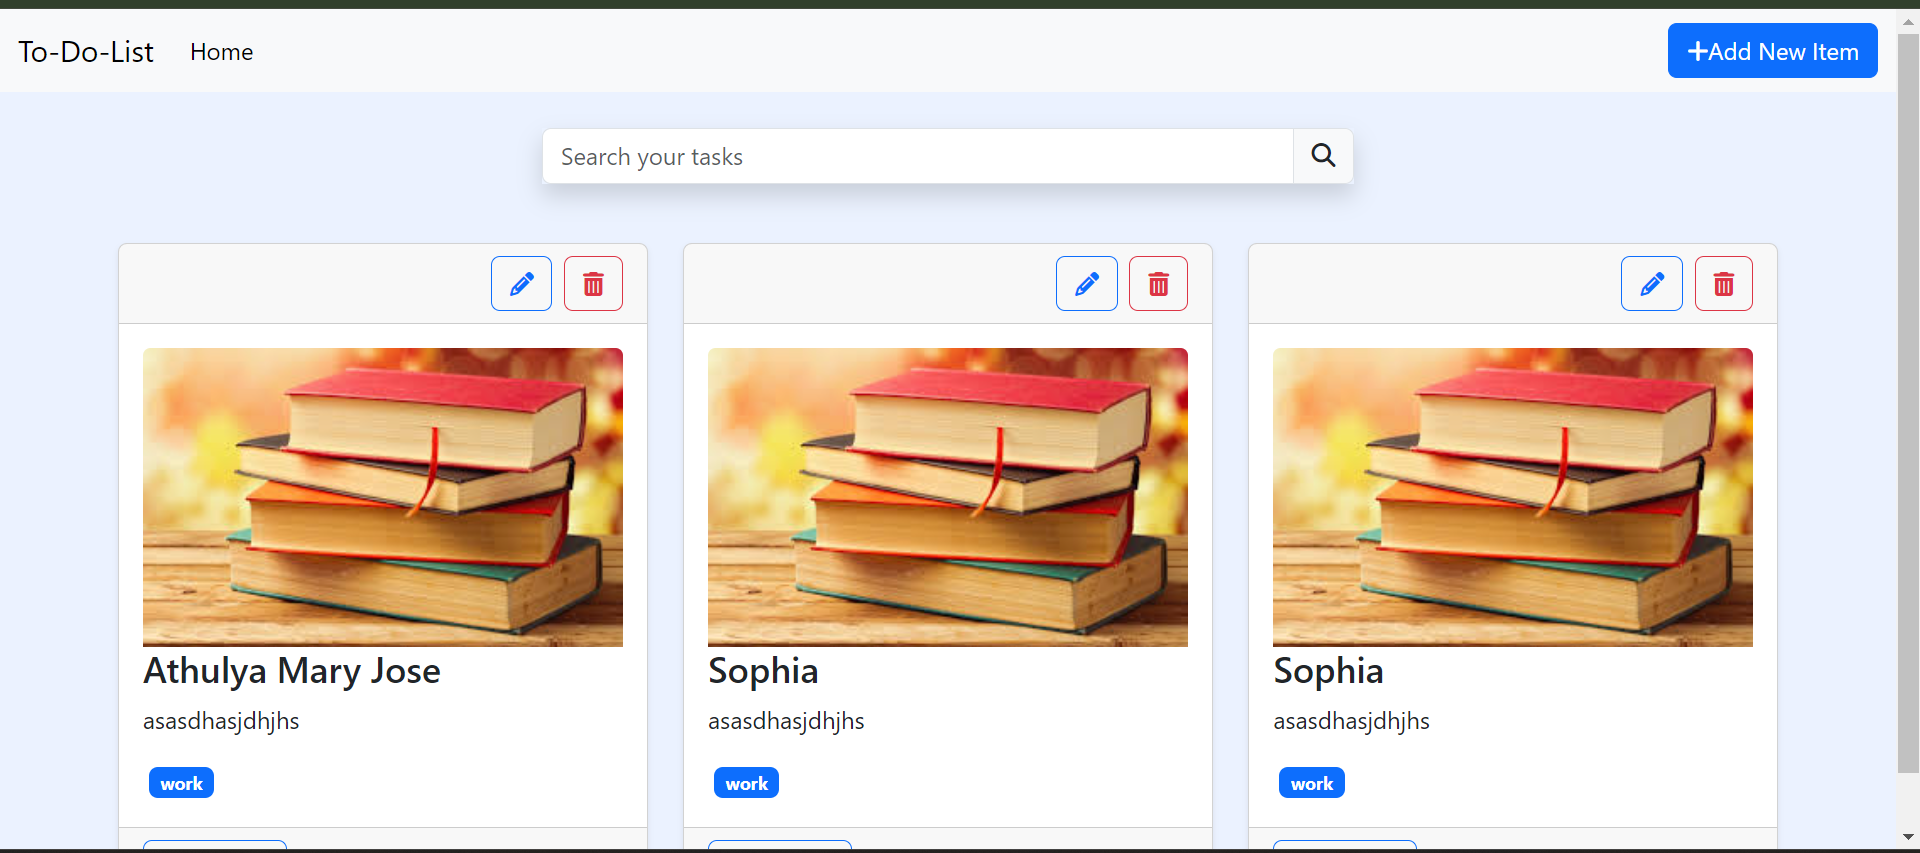 To-Do-List Home Add New Item
Search your tasks
Athulya Mary Jose
asasdhasjdhjhs
work
Sophia
asasdhasjdhjhs
work
Sophia
asasdhasjdhjhs
work